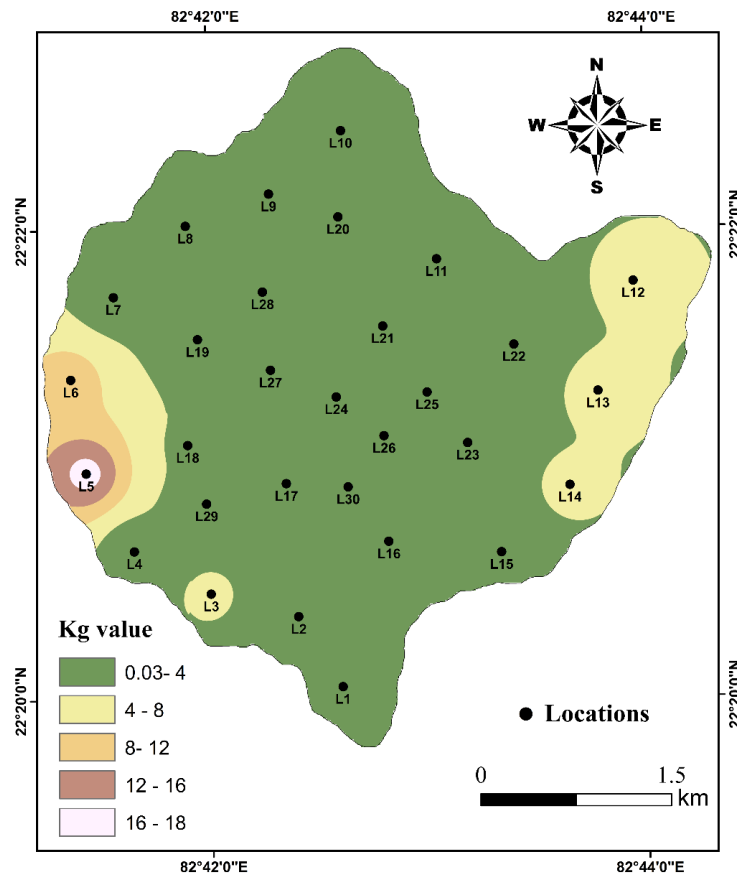 82°42'0"E
82°44'0"E
N
W
E
S
L10
L9
L20
L8
22°22'0"N
22°22'0"N
L11
L12
L28
L7
L21
L19
L22
L6
L27
L13
L24
L25
L26
L18
L23
L5
L17
L30
L14
L29
L16
L4
L15
L3
L2
Kg value
0.03- 4
L1
22°20'0"N
22°20'0"N
4 - 8
Locations
8- 12
12 - 16
0
1.5
km
16 - 18
82°42'0"E
82°44'0"E